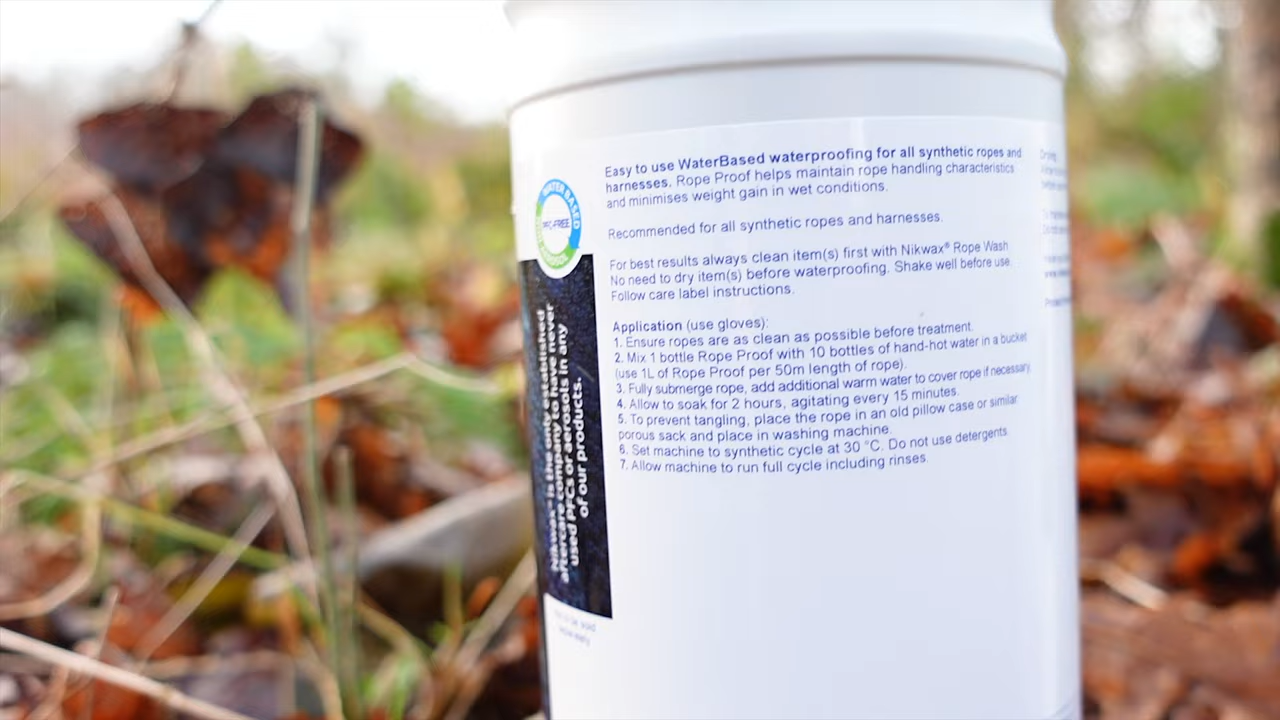 Easy to use WaterBased waterproofing for all synthetic ropes and
harnesses. Rope Proof helps maintain rope handling characteristics
and minimises weight gain in wet conditions.
Recommended for all synthetic ropes and harnesses.
For best results always clean item(s) first with Nikwax® Rope Wash
No need to dry item(s) before waterproofing. Shake well before use.
Follow care label instructions.
Application (use gloves):
1. Ensure ropes are as clean as possible before treatment.
2. Mix 1 bottle Rope Proof with 10 bottles of hand-hot water in a bucket
(use 1L of Rope Proof per 50m length of rope).
3. Fully submerge rope, add additional warm water to cover rope if necessary
4. Allow to soak for 2 hours, agitating every 15 minutes.
5. To prevent tangling, place the rope in an old pillow case or similar
porous sack and place in washing machine.
6. Set machine to synthetic cycle at 30 °C. Do not use detergents
7. Allow machine to run full cycle including rinses.
WATER BASED
PFC-FREE
AEROSOL
Nikwax® is the only established
aftercare company to have never
used PFCs or aerosols in any
of our products.